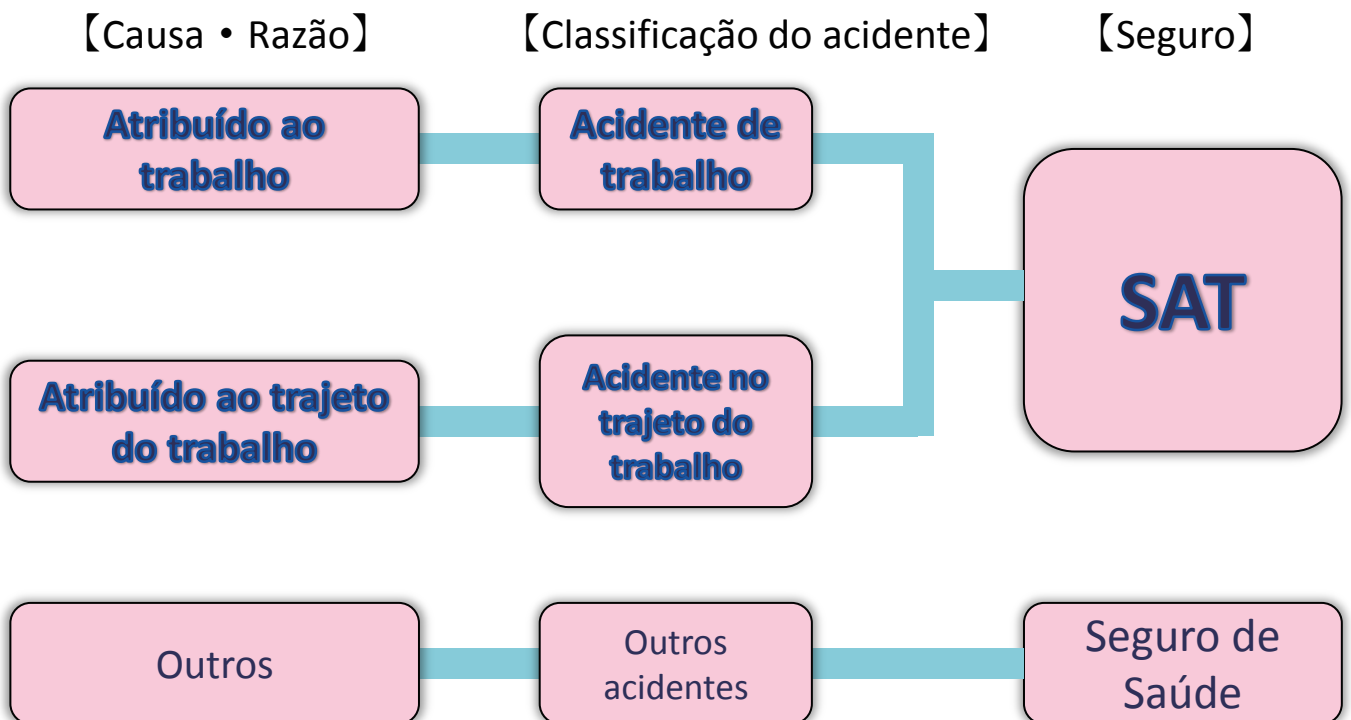 【Causa・Razão】 【Classificação do acidente】 【Seguro】
Atribuído ao
trabalho
Acidente de
trabalho
SAT
Atribuído ao trajeto
do trabalho
Acidente no
trajeto do
trabalho
Outros
Outros
acidentes
Seguro de
Saúde